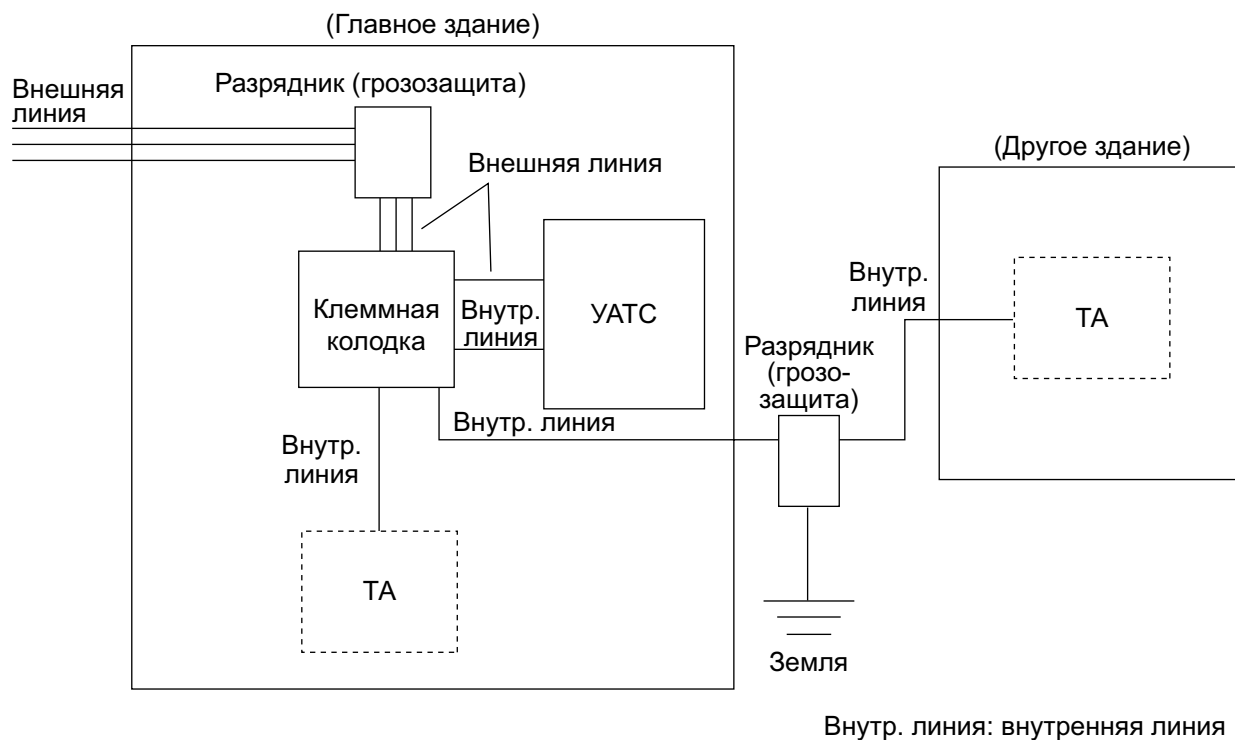 (Главное здание)
Внешняя
линия
Разрядник (грозозащита)
Внешняя линия
(Другое здание)
Клеммная
колодка
Внутр.
линия
УАТС
Внутр.
линия
ТА
Разрядник
(грозо-
защита)
Внутр. линия
Внутр.
линия
ТА
Земля
Внутр. линия: внутренняя линия